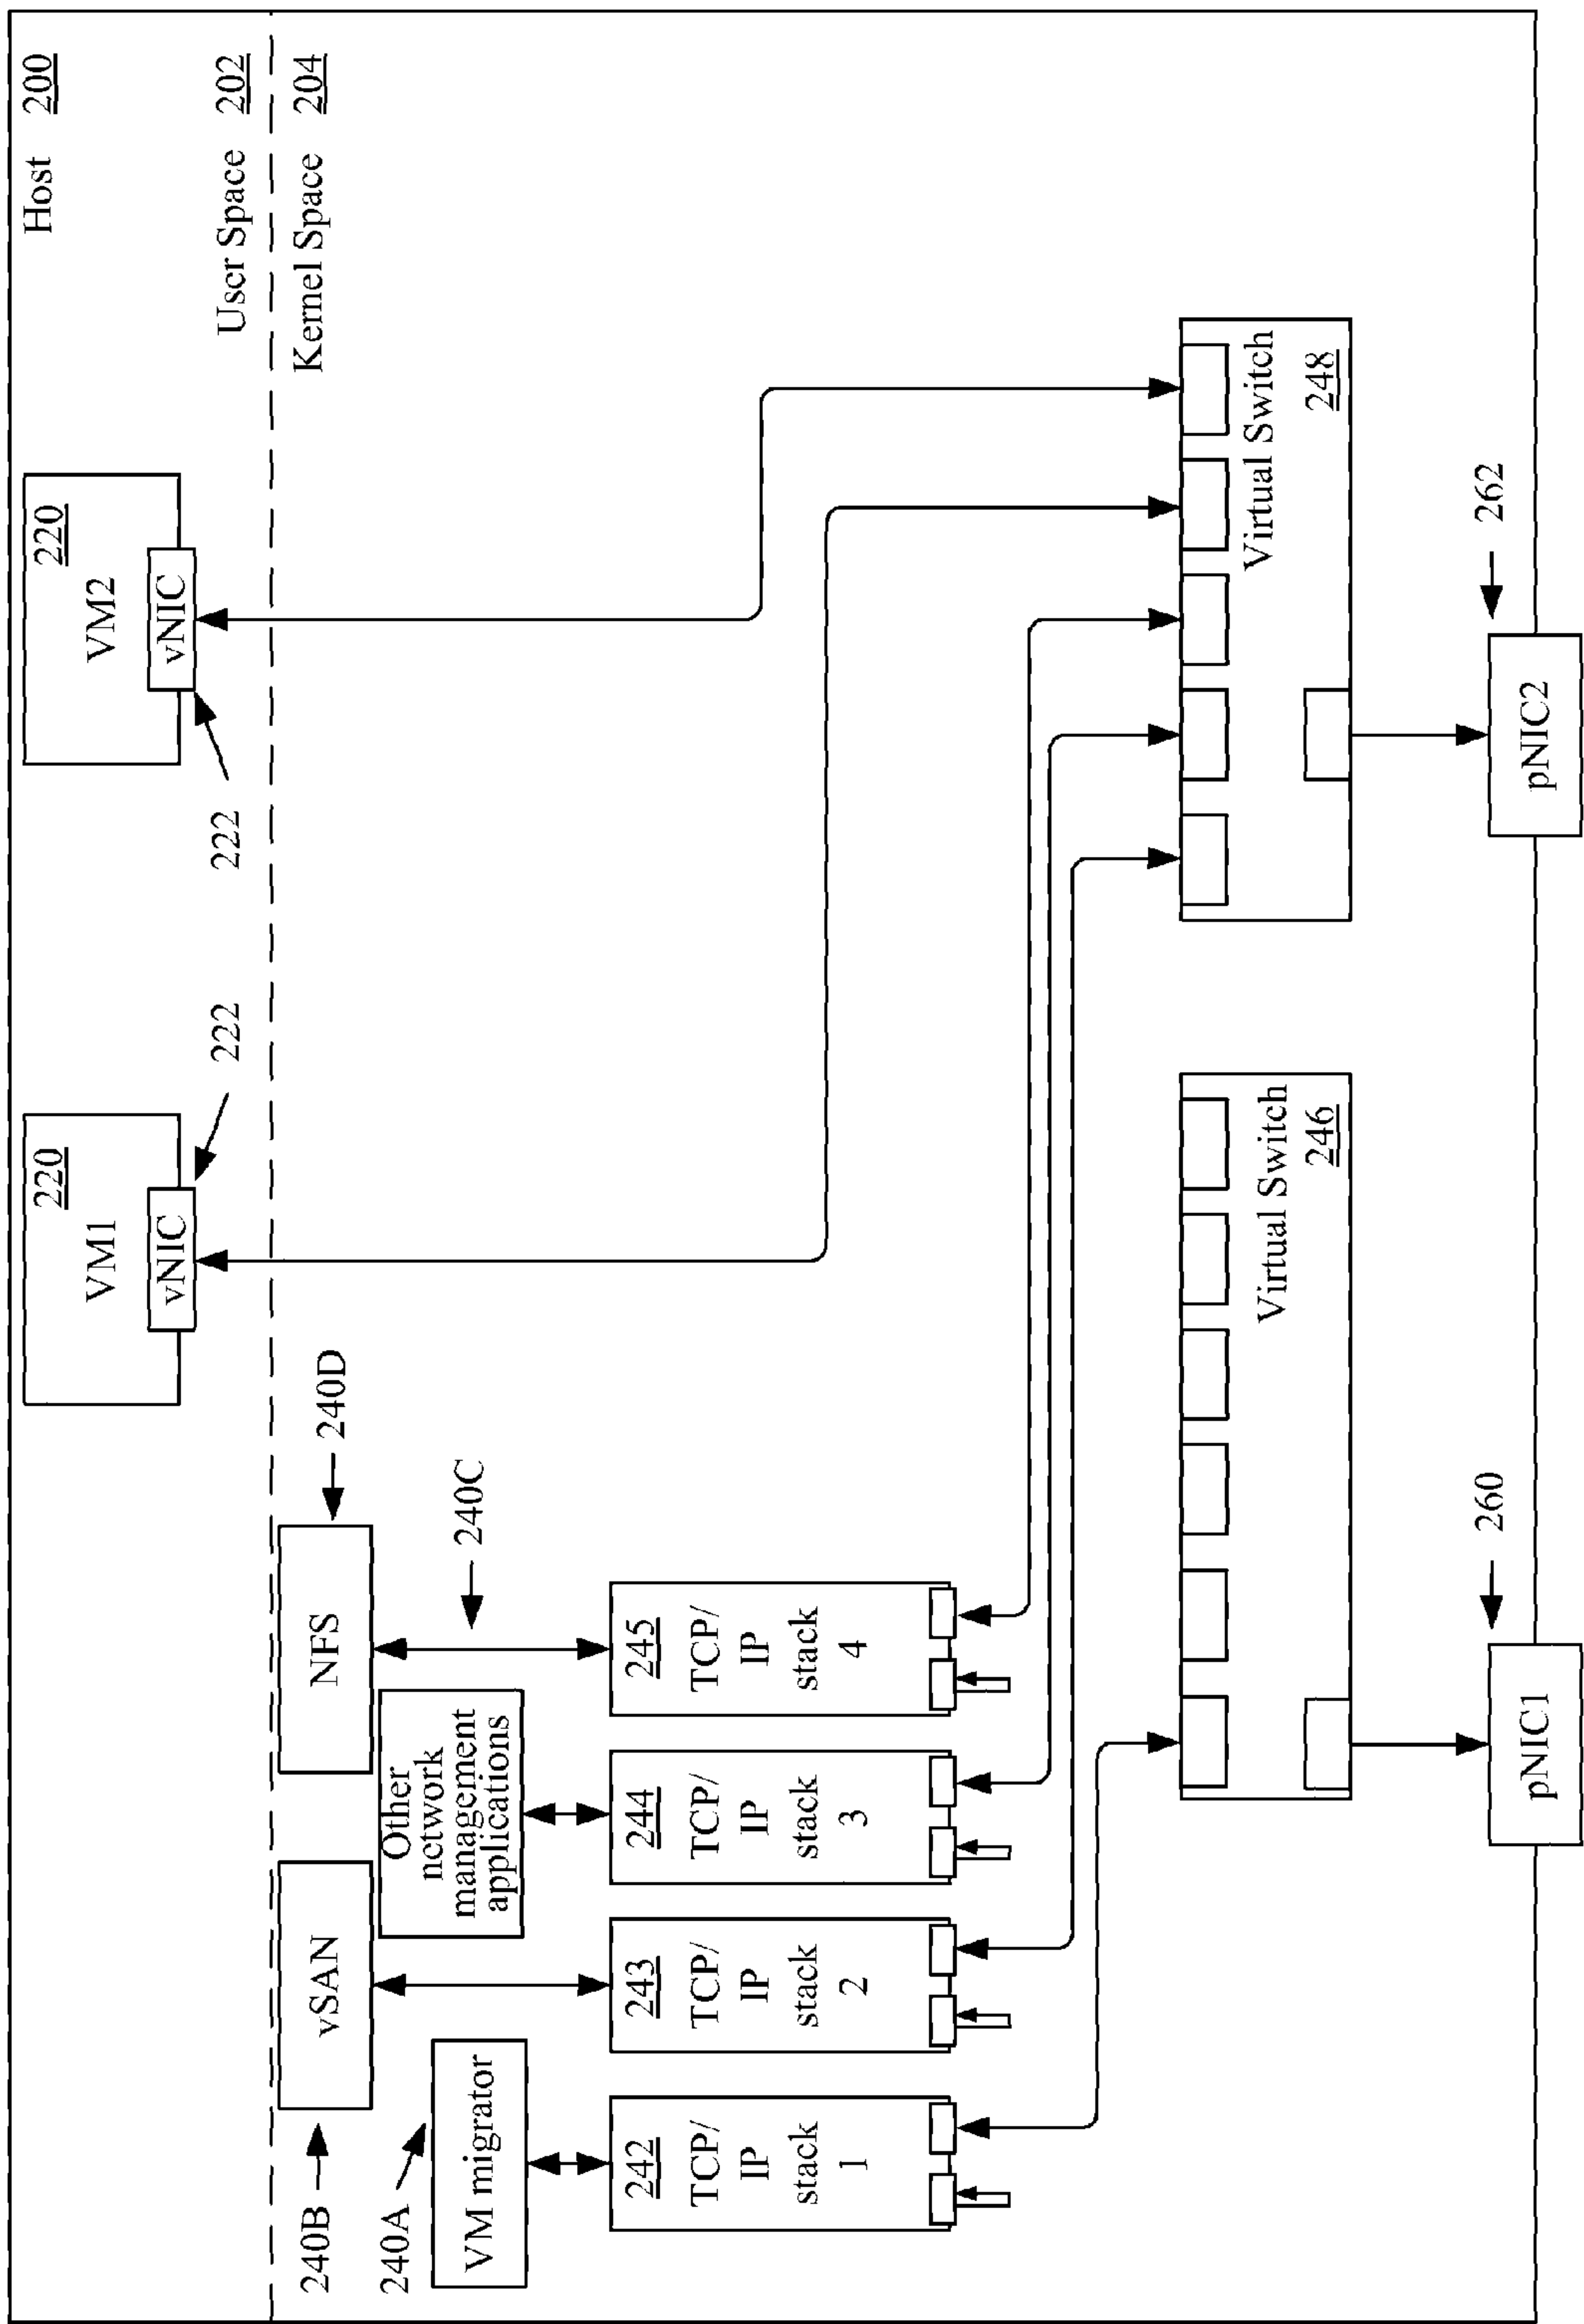 Host 200
User Space 202
Kernel Space 204
220
VM1
vNIC
222
220
VM2
vNIC
222
240B
vSAN
NFS
240D
240A
VM migrator
Other
network
management
applications
240C
242
TCP/
IP
stack
1
243
TCP/
IP
stack
2
244
TCP/
IP
stack
3
245
TCP/
IP
stack
4
Virtual Switch
246
Virtual Switch
248
260
pNIC1
262
pNIC2